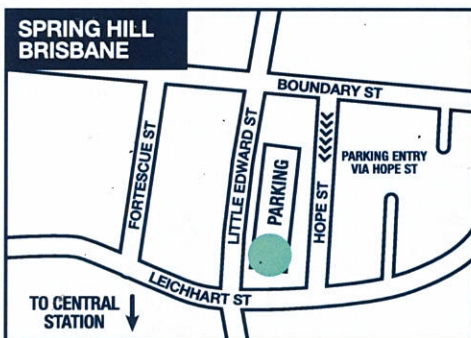 SPRING HILL
BRISBANE
BOUNDARY ST
FORTESCUE ST
LITTLE EDWARD ST
PARKING
HOPE ST
PARKING ENTRY
VIA HOPE ST
LEICHHART ST
TO CENTRAL
STATION